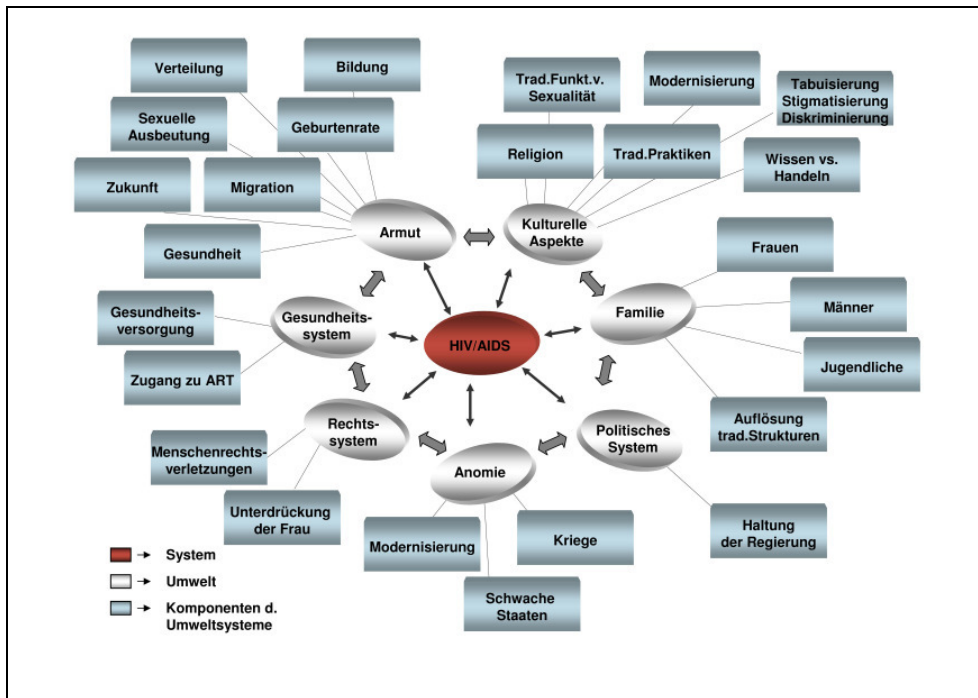 Verteilung
Bildung
Trad.Funkt.v.
Sexualität
Modernisierung
Tabuisierung
Stigmatisierung
Diskriminierung
Sexuelle
Ausbeutung
Geburtenrate
Religion
Trad.Praktiken
Wissen vs.
Handeln
Zukunft
Migration
Armut
Kulturelle
Aspekte
Gesundheit
Frauen
Gesundheits-
versorgung
Gesundheits-
system
HIV/AIDS
Familie
Männer
Zugang zu ART
Jugendliche
Rechts-
system
Politisches
System
Auflösung
trad.Strukturen
Menschenrechts-
verletzungen
Anomie
Unterdrückung
der Frau
Modernisierung
Kriege
Haltung
der Regierung
Schwache
Staaten
System
Umwelt
Komponenten d.
Umweltsysteme